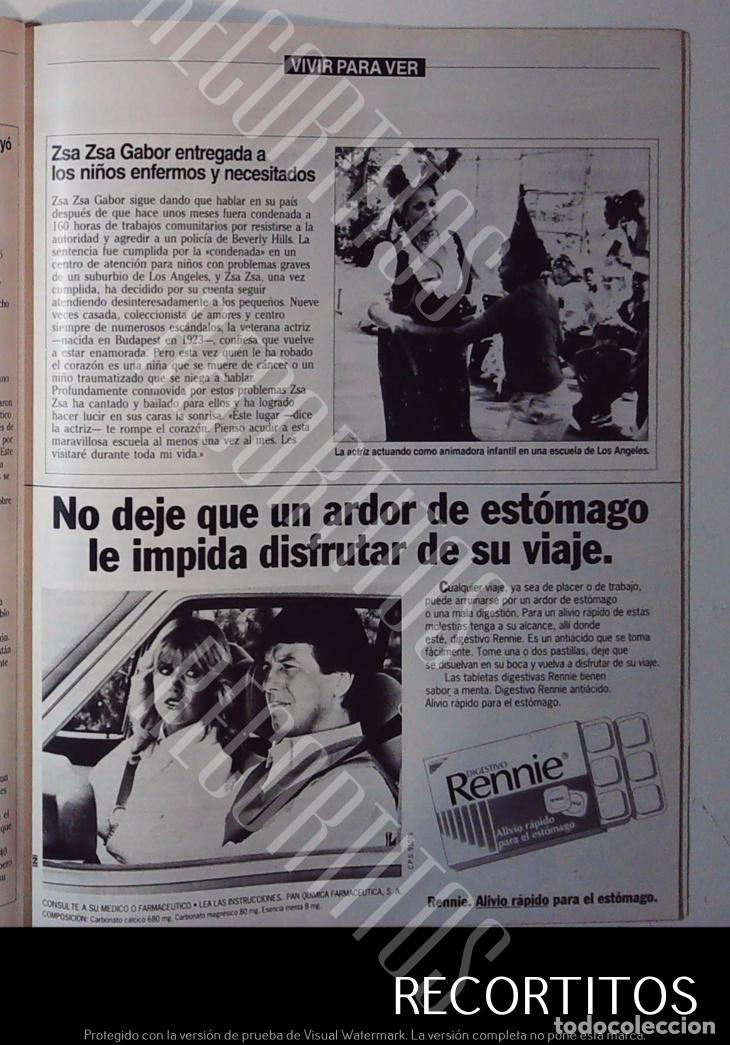 VIVIR PARA VER
Zsa Zsa Gabor entregada a
los niños enfermos y necesitados
Zsa Zsa Gabor sigue dando que hablar en su país
después de que hace unos meses fuera condenada a
160 horas de trabajos comunitarios por resistirse a la
autoridad y agredir a un policía de Beverly Hills. La
sentencia fue cumplida por la «condenada» en un
centro de atención para niños con problemas graves
de un suburbio de Los Angeles, y Zsa Zsa, una vez
cumplida, ha decidido por su cuenta seguir
atendiendo desinteresadamente a los pequeños. Nueve
veces casada, coleccionista de amores y centro
siempre de numerosos escándalos, la veterana actriz
—nacida en Budapest en 1923—, confiesa que vuelve
a estar enamorada. Pero esta vez quien le ha robado
el corazón es una niña que se muere de cáncer o un
niño traumatizado que se niega a hablar.
Profundamente conmovida por estos problemas Zsa
Zsa ha cantado y bailado para ellos y ha logrado
hacer lucir en sus caras la sonrisa. «Este lugar —dice
la actriz— te rompe el corazón. Pienso acudir a esta
maravillosa escuela al menos una vez al mes. Les
visitaré durante toda mi vida.»
La actriz actuando como animadora infantil en una escuela de Los Angeles.
No deje que un ardor de estómago
le impida disfrutar de su viaje.
Cualquier viaje, ya sea de placer o de trabajo,
puede arruinarse por un ardor de estómago
o una mala digestión. Para un alivio rápido de estas
molestias tenga a su alcance, allí donde
esté, digestivo Rennie. Es un antiácido que se toma
fácilmente. Tome una o dos pastillas, deje que
se disuelvan en su boca y vuelva a disfrutar de su viaje.
Las tabletas digestivas Rennie tienen
sabor a menta. Digestivo Rennie antiácido.
Alivio rápido para el estómago.
DIGESTIVO
Rennie®
Alivio rápido
para el estómago
Rennie. Alivio rápido para el estómago.
CONSULTE A SU MEDICO O FARMACEUTICO • LEA LAS INSTRUCCIONES. PAN QUIMICA FARMACEUTICA, S. A.
COMPOSICION: Carbonato cálcico 680 mg. Carbonato magnésico 80 mg. Esencia menta 8 mg.
RECORTITOS
RECORTITOS
RECORTITOS
RECORTITOS
Protegido con la versión de prueba de Visual Watermark. La versión completa no pone esta marca.
todocoleccion